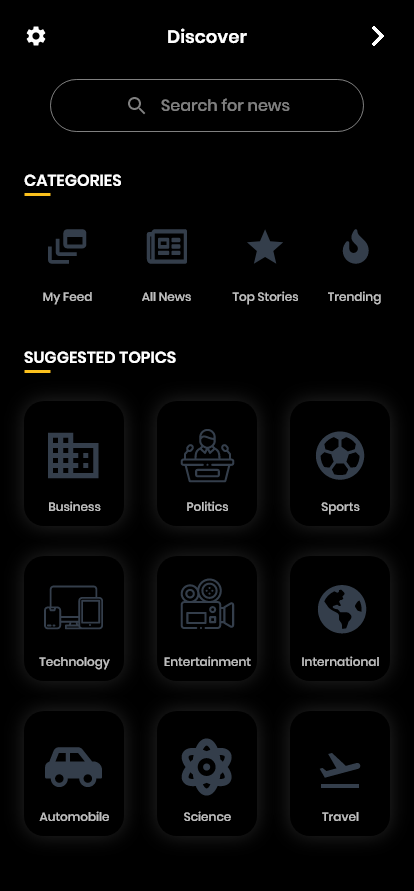 Discover
Search for news
CATEGORIES
My Feed All News Top Stories Trending
SUGGESTED TOPICS
Business Politics Sports
Technology Entertainment International
Automobile Science Travel